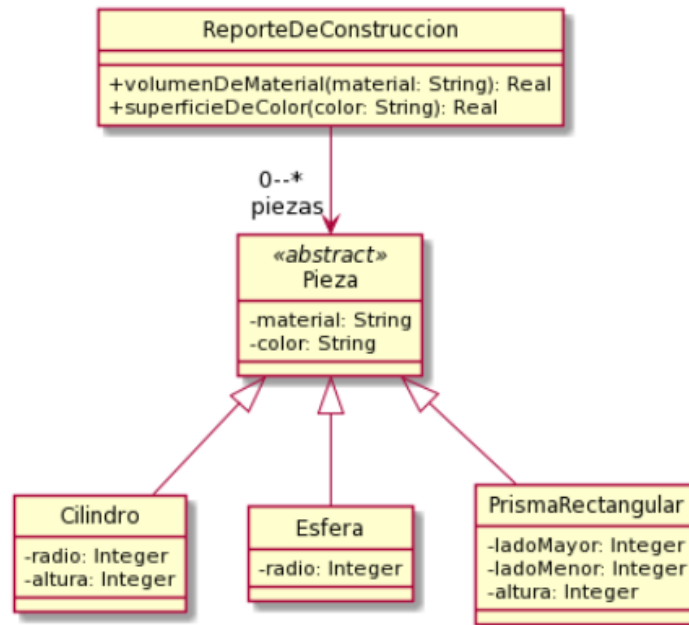 ReporteDeConstruccion
+volumenDeMaterial(material: String): Real
+superficieDeColor(color: String): Real
0--*
piezas
«abstract»
Pieza
-material: String
-color: String
Cilindro
-radio: Integer
-altura: Integer
Esfera
-radio: Integer
PrismaRectangular
-ladoMayor: Integer
-ladoMenor: Integer
-altura: Integer